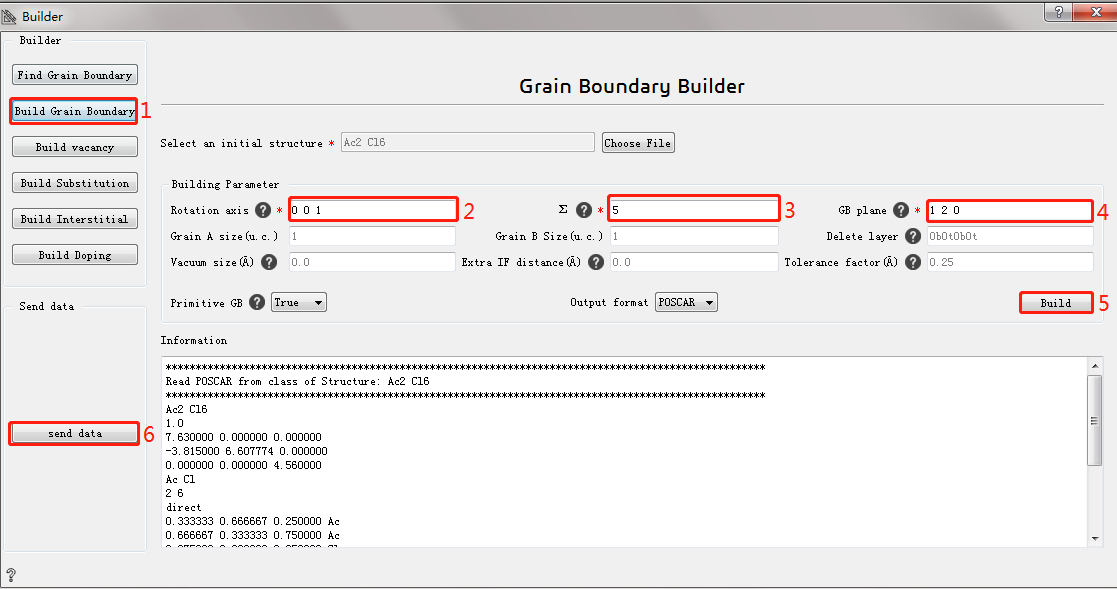 Builder
Builder
Find Grain Boundary
Build Grain Boundary 1
Build vacancy
Build Substitution
Build Interstitial
Build Doping
Send data
send data 6
Grain Boundary Builder
Select an initial structure * Ac2 Cl6 Choose File
Building Parameter
Rotation axis ? * 0 0 1 2 Σ ? * 5 3 GB plane ? * 1 2 0 4
Grain A size(u.c.) 1 Grain B Size(u.c.) 1 Delete layer ? 0b0t0b0t
Vacuum size(Å) ? 0.0 Extra IF distance(Å) ? 0.0 Tolerance factor(Å) ? 0.25
Primitive GB ? True Output format POSCAR Build 5
Information
****************************************************************************************************
Read POSCAR from class of Structure: Ac2 Cl6
****************************************************************************************************
Ac2 Cl6
1.0
7.630000 0.000000 0.000000
-3.815000 6.607774 0.000000
0.000000 0.000000 4.560000
Ac Cl
2 6
direct
0.333333 0.666667 0.250000 Ac
0.666667 0.333333 0.750000 Ac